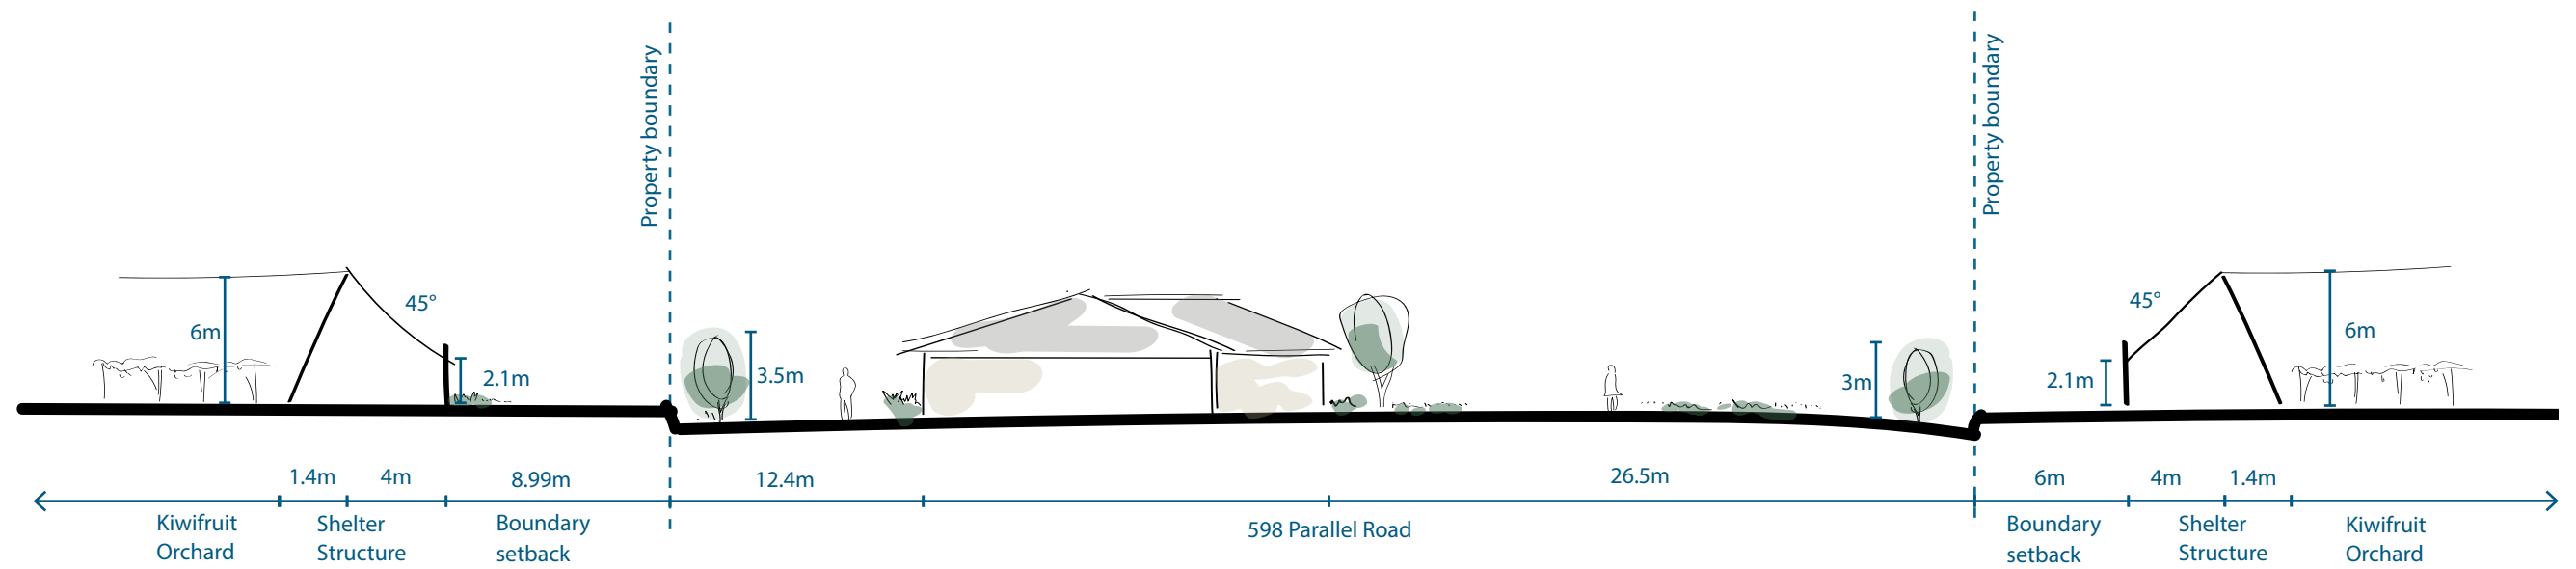 Property boundary
Property boundary
45°
45°
6m
6m
2.1m
3.5m
3m
2.1m
1.4m
4m
8.99m
12.4m
26.5m
6m
4m
1.4m
Kiwifruit
Orchard
Shelter
Structure
Boundary
setback
598 Parallel Road
Boundary
setback
Shelter
Structure
Kiwifruit
Orchard